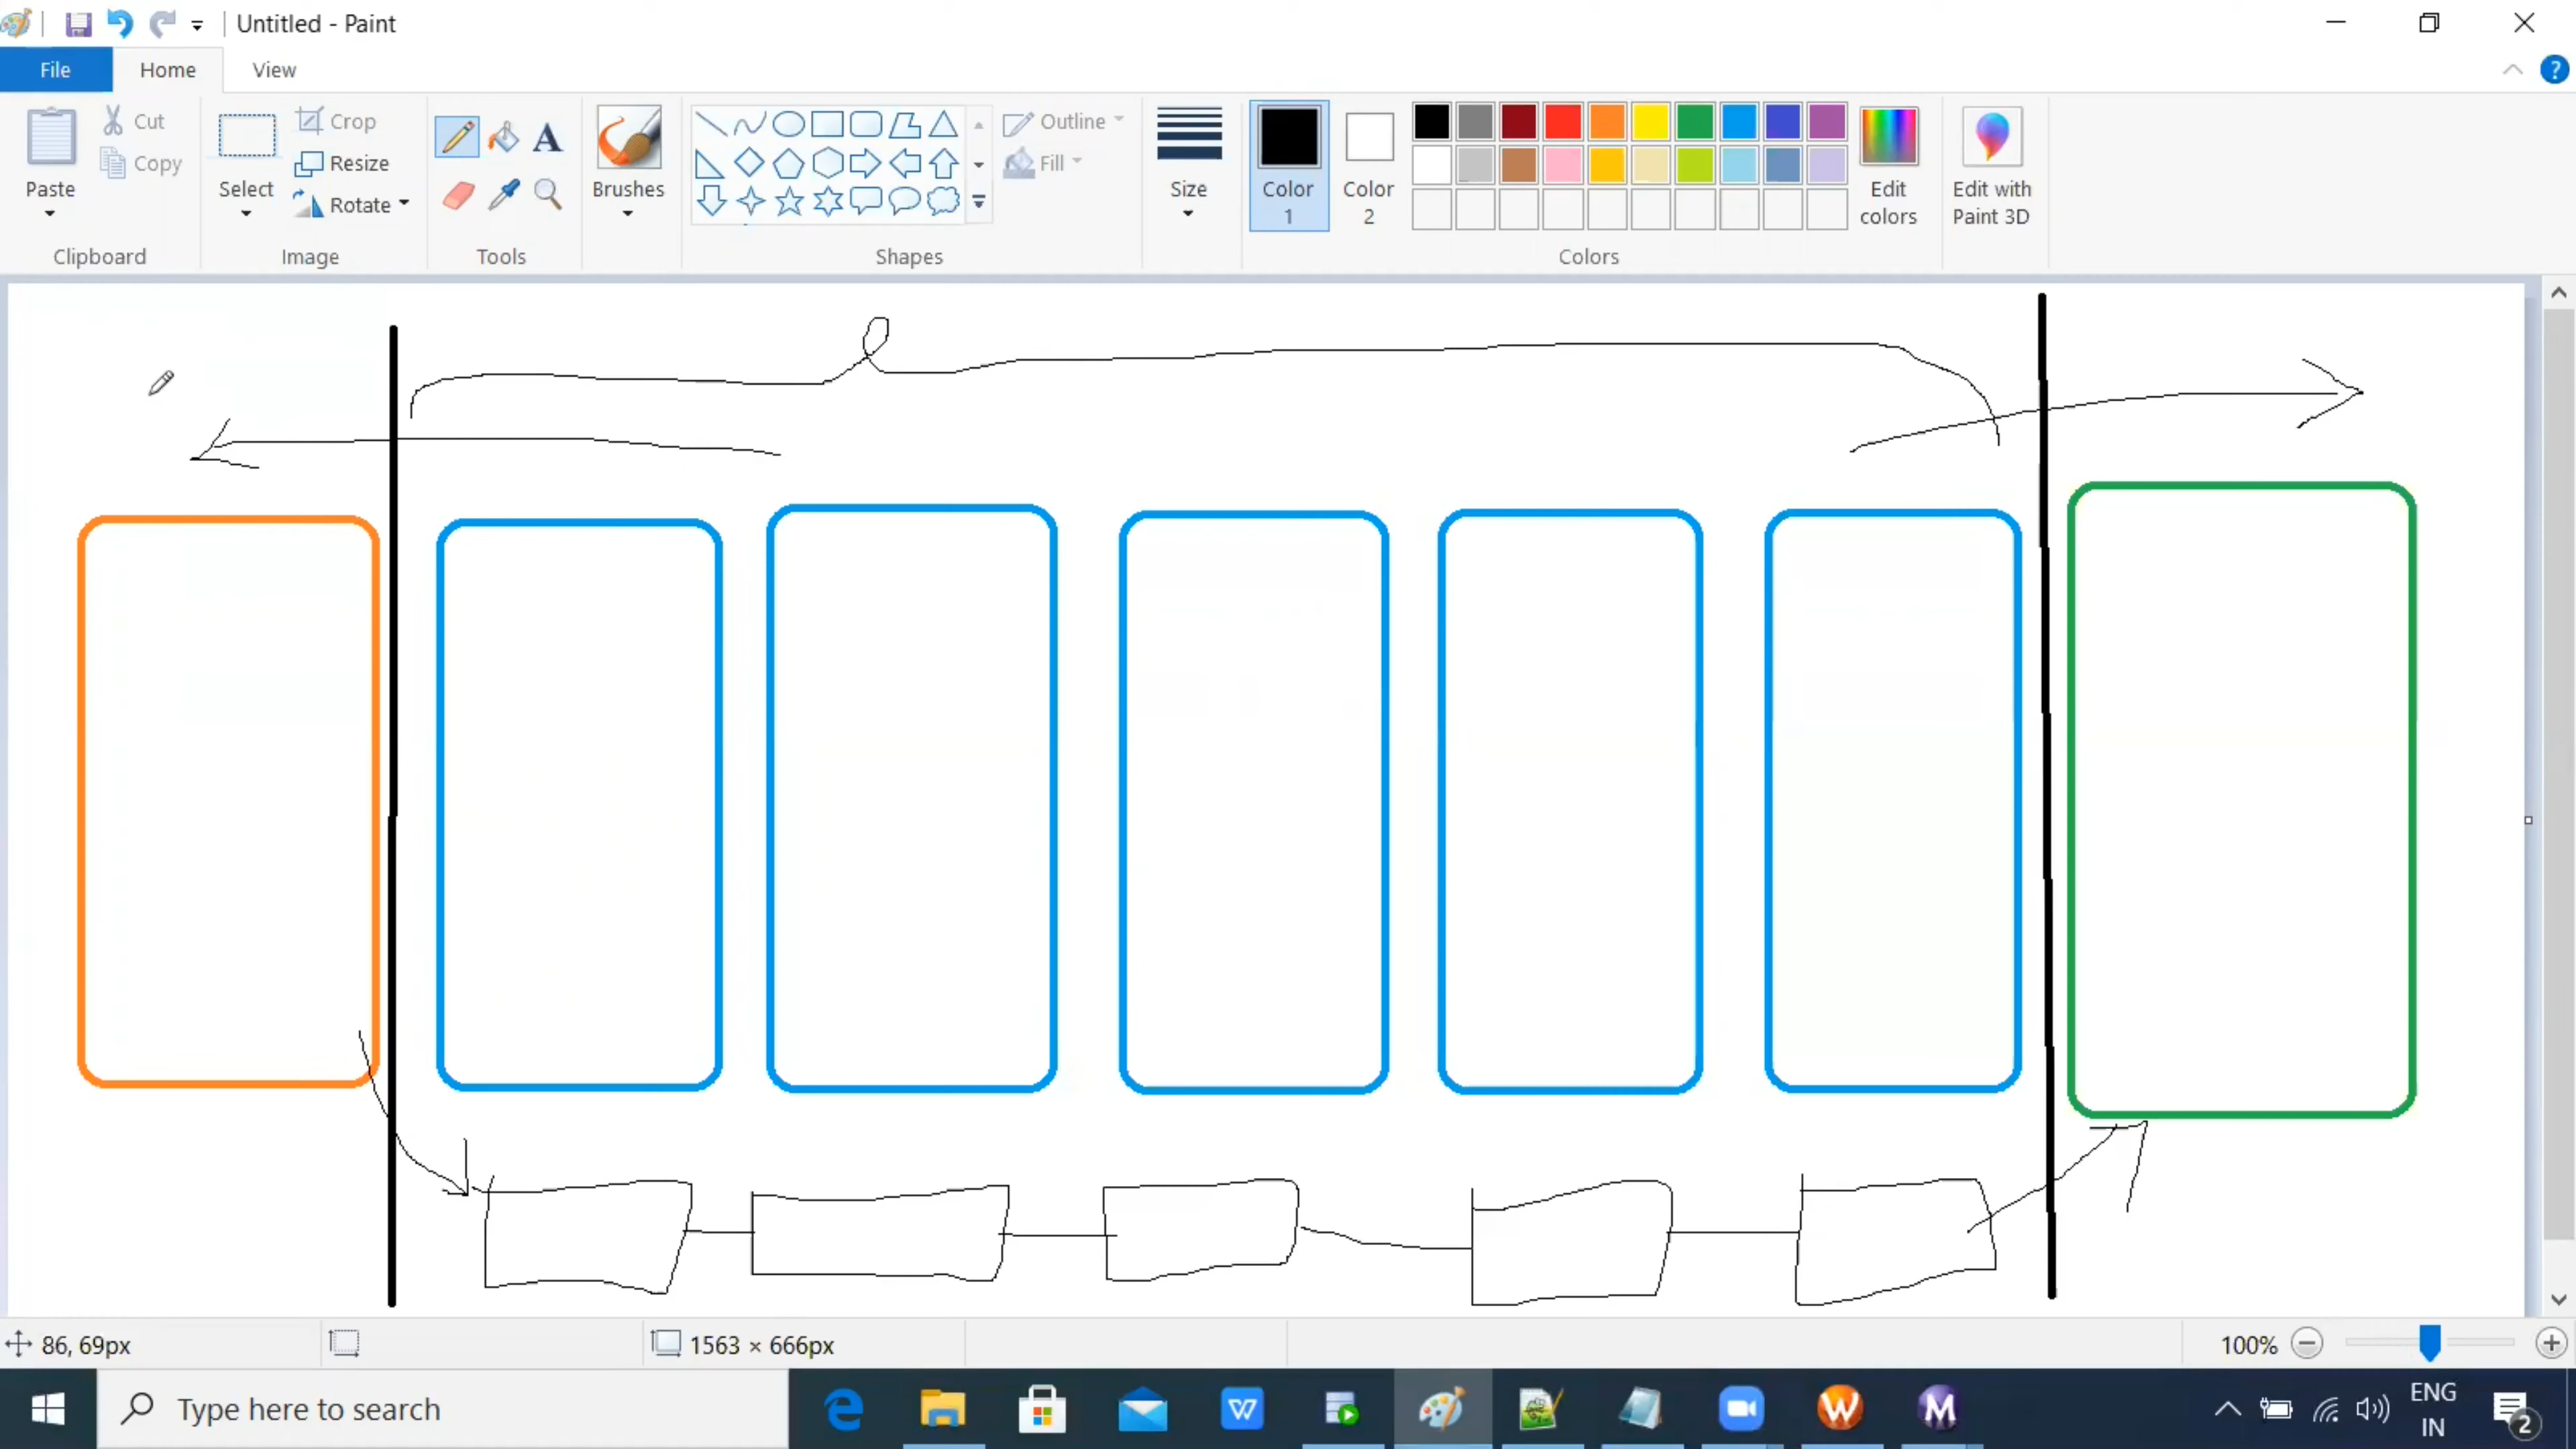 Untitled - Paint
File Home View
Paste Cut Copy Select Crop Resize Rotate A Brushes Outline Fill Size Color 1 Color 2 Edit colors Edit with Paint 3D
Clipboard Image Tools Shapes Colors
86, 69px 1563 × 666px 100%
Type here to search ENG IN 2